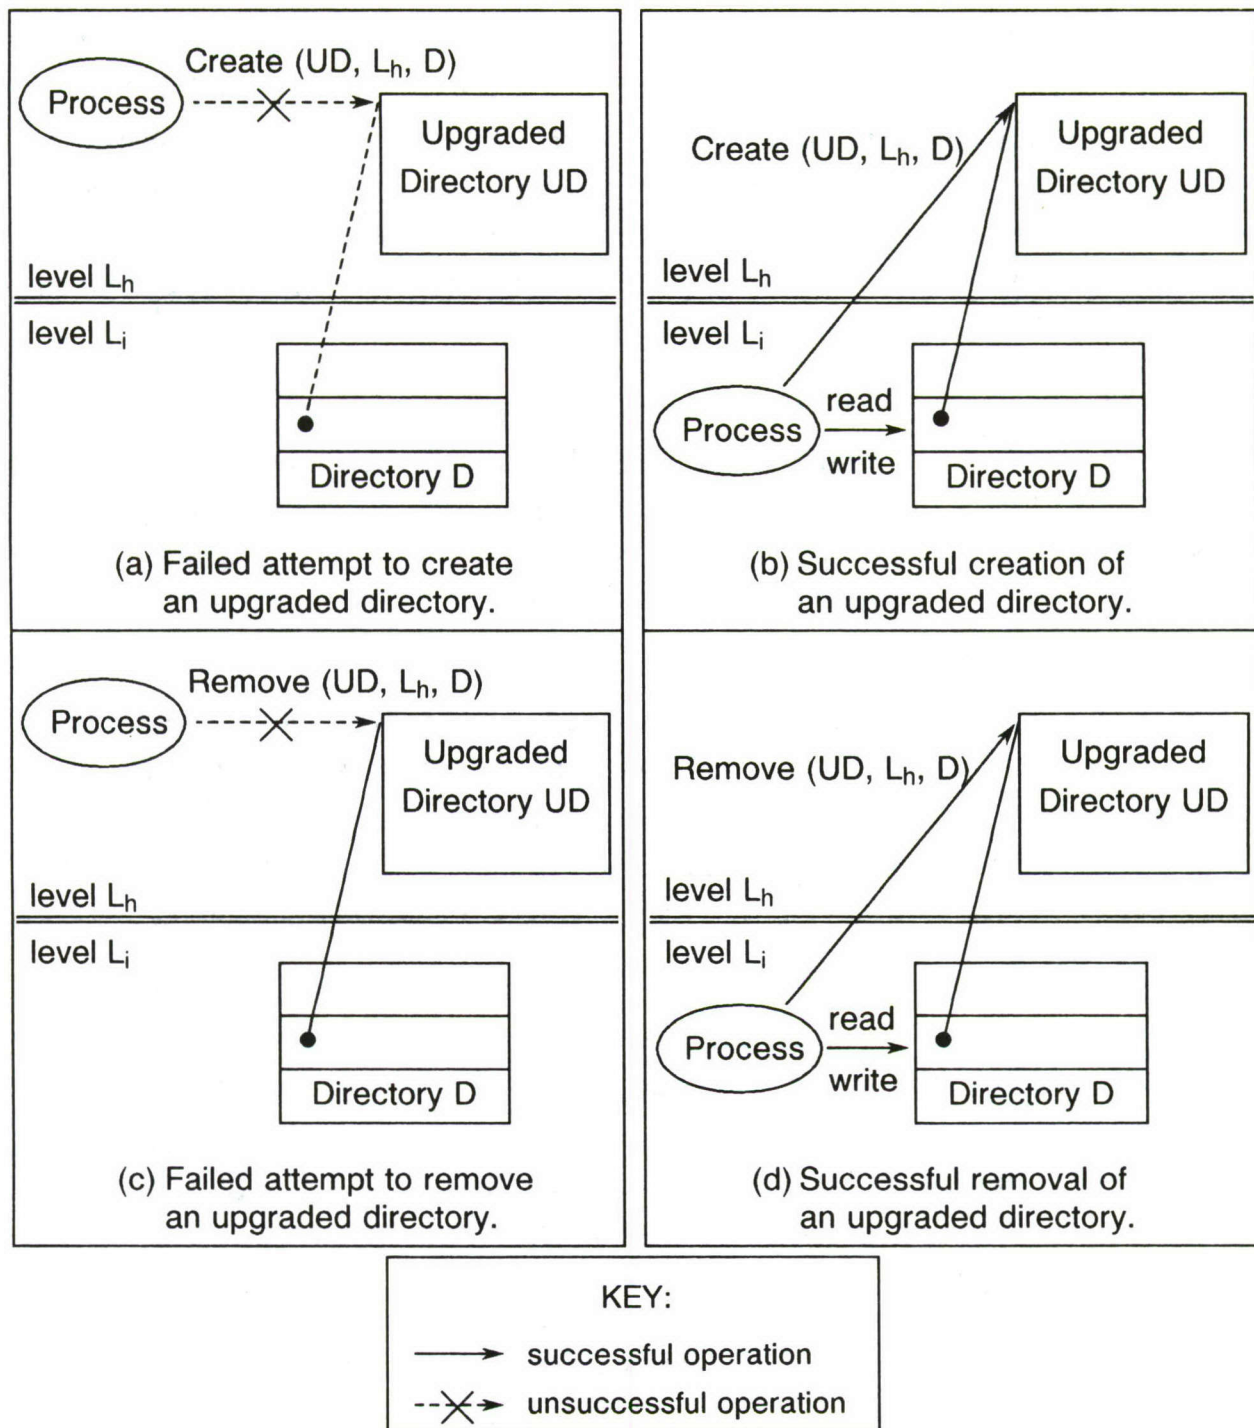 Create (UD, Lh, D)
Process
Upgraded
Directory UD
level Lh
level Li
Directory D
(a) Failed attempt to create
an upgraded directory.
Create (UD, Lh, D)
Upgraded
Directory UD
level Lh
level Li
Process
read
write
Directory D
(b) Successful creation of
an upgraded directory.
Remove (UD, Lh, D)
Process
Upgraded
Directory UD
level Lh
level Li
Directory D
(c) Failed attempt to remove
an upgraded directory.
Remove (UD, Lh, D)
Upgraded
Directory UD
level Lh
level Li
Process
read
write
Directory D
(d) Successful removal of
an upgraded directory.
KEY:
successful operation
unsuccessful operation